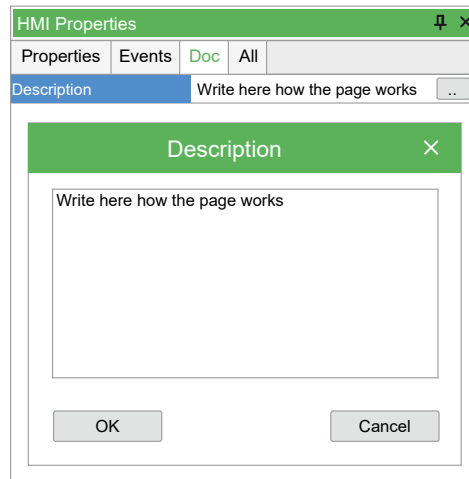 HMI Properties
Properties Events Doc All
Description Write here how the page works ..
Description
Write here how the page works
OK Cancel